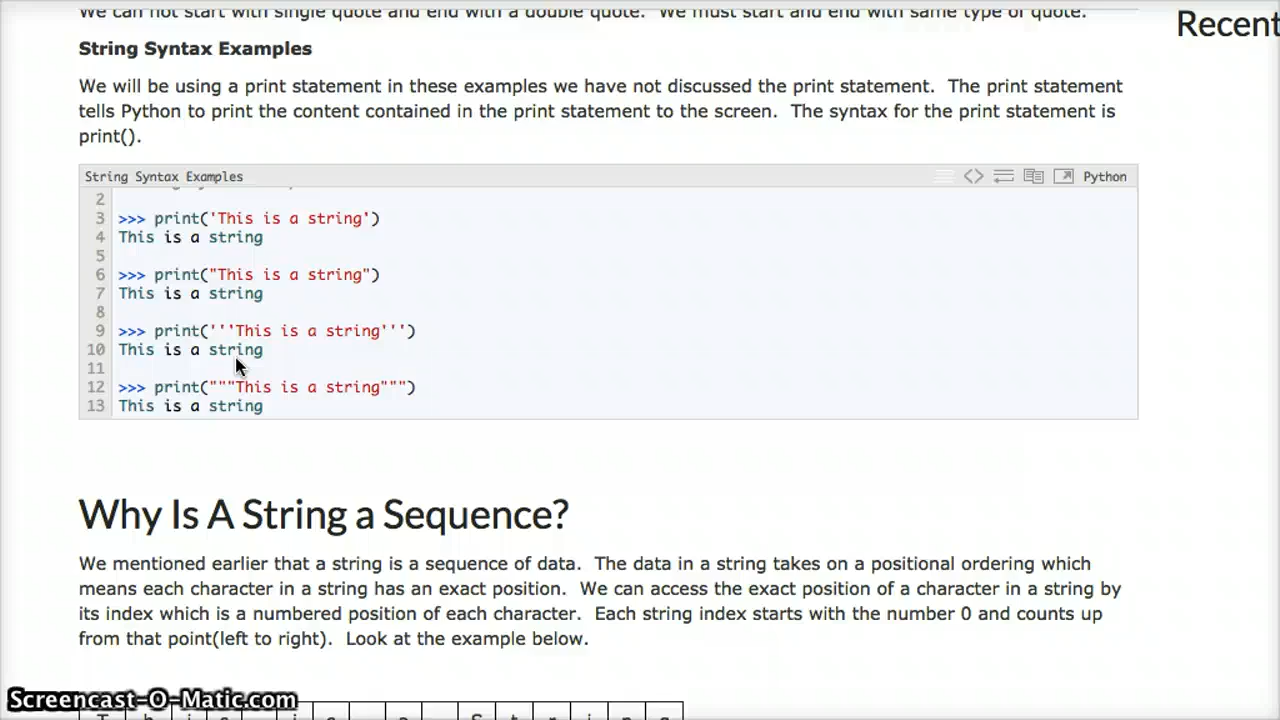 We can not start with single quote and end with a double quote.  We must start and end with same type of quote.
Recent
String Syntax Examples
We will be using a print statement in these examples we have not discussed the print statement.  The print statement
tells Python to print the content contained in the print statement to the screen.  The syntax for the print statement is
print().
String Syntax Examples
Python
2
3 >>> print('This is a string')
4 This is a string
5
6 >>> print("This is a string")
7 This is a string
8
9 >>> print('''This is a string''')
10 This is a string
11
12 >>> print("""This is a string""")
13 This is a string
Why Is A String a Sequence?
We mentioned earlier that a string is a sequence of data.  The data in a string takes on a positional ordering which
means each character in a string has an exact position.  We can access the exact position of a character in a string by
its index which is a numbered position of each character.  Each string index starts with the number 0 and counts up
from that point(left to right).  Look at the example below.
Screencast-O-Matic.com
T h i s i s a S t r i n g